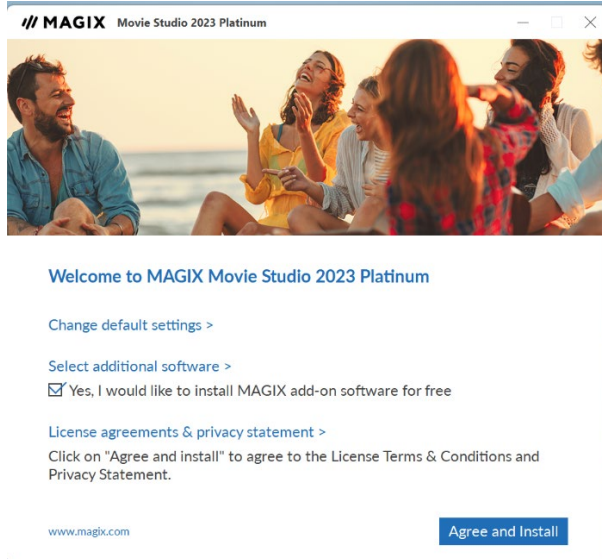 MAGIX Movie Studio 2023 Platinum
Welcome to MAGIX Movie Studio 2023 Platinum
Change default settings >
Select additional software >
Yes, I would like to install MAGIX add-on software for free
License agreements & privacy statement >
Click on "Agree and install" to agree to the License Terms & Conditions and
Privacy Statement.
www.magix.com
Agree and Install